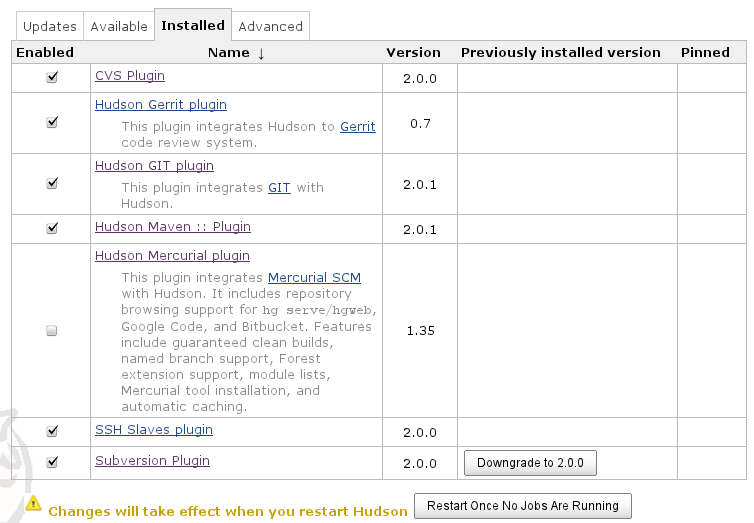 Updates Available Installed Advanced
Enabled Name ↓ Version Previously installed version Pinned
CVS Plugin 2.0.0
Hudson Gerrit plugin
This plugin integrates Hudson to Gerrit
code review system.
0.7
Hudson GIT plugin
This plugin integrates GIT with
Hudson.
2.0.1
Hudson Maven :: Plugin 2.0.1
Hudson Mercurial plugin
This plugin integrates Mercurial SCM
with Hudson. It includes repository
browsing support for hg serve/hgweb,
Google Code, and Bitbucket. Features
include guaranteed clean builds,
named branch support, Forest
extension support, module lists,
Mercurial tool installation, and
automatic caching.
1.35
SSH Slaves plugin 2.0.0
Subversion Plugin 2.0.0 Downgrade to 2.0.0
Changes will take effect when you restart Hudson Restart Once No Jobs Are Running